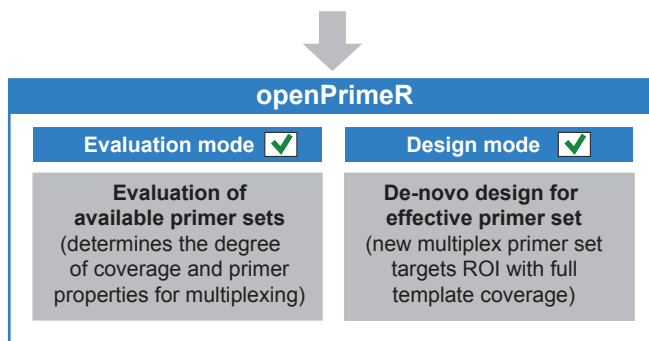 openPrimeR
Evaluation mode
Evaluation of
available primer sets
(determines the degree
of coverage and primer
properties for multiplexing)
Design mode
De-novo design for
effective primer set
(new multiplex primer set
targets ROI with full
template coverage)